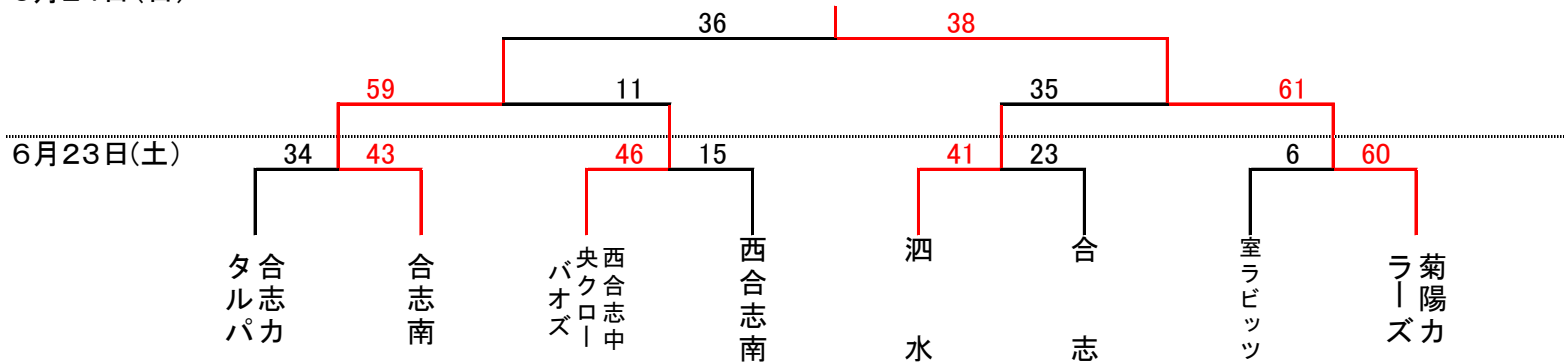 36
38
59
11
35
61
6月23日(土)
34
43
46
15
41
23
6
60
合志カ
タルパ
合志南
西合志中
央クロー
バオズ
西合志南
泗水
合志
室ラビッツ
菊陽カ
ラーズ